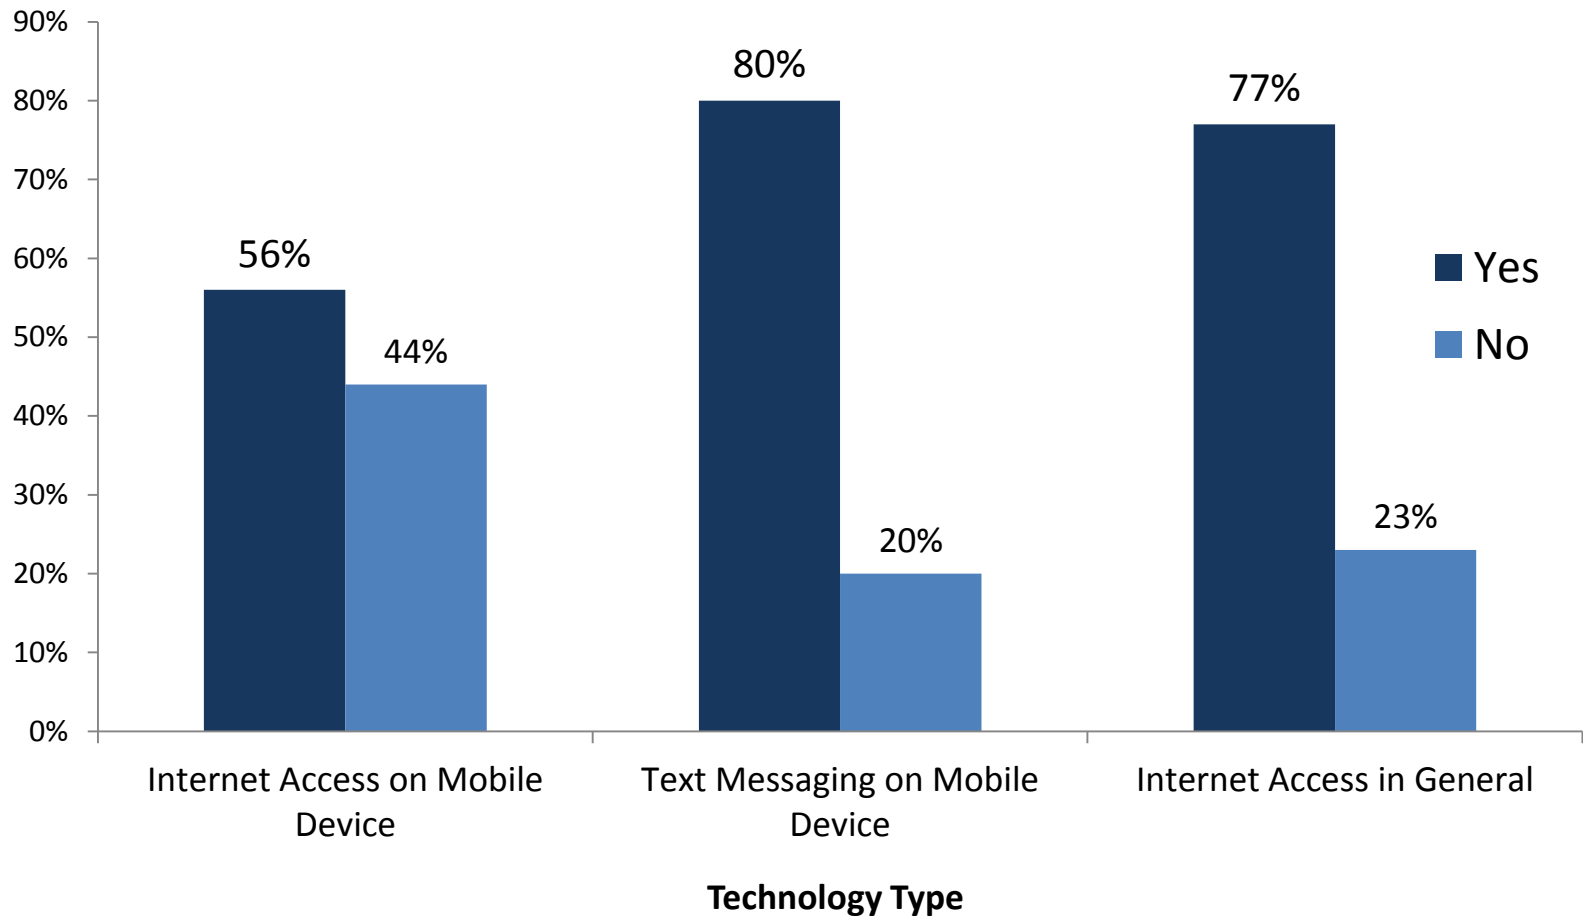 90%
80%
70%
60%
50%
40%
30%
20%
10%
0%
56%
44%
80%
20%
77%
23%
Yes
No
Internet Access on Mobile
Device
Text Messaging on Mobile
Device
Internet Access in General
Technology Type